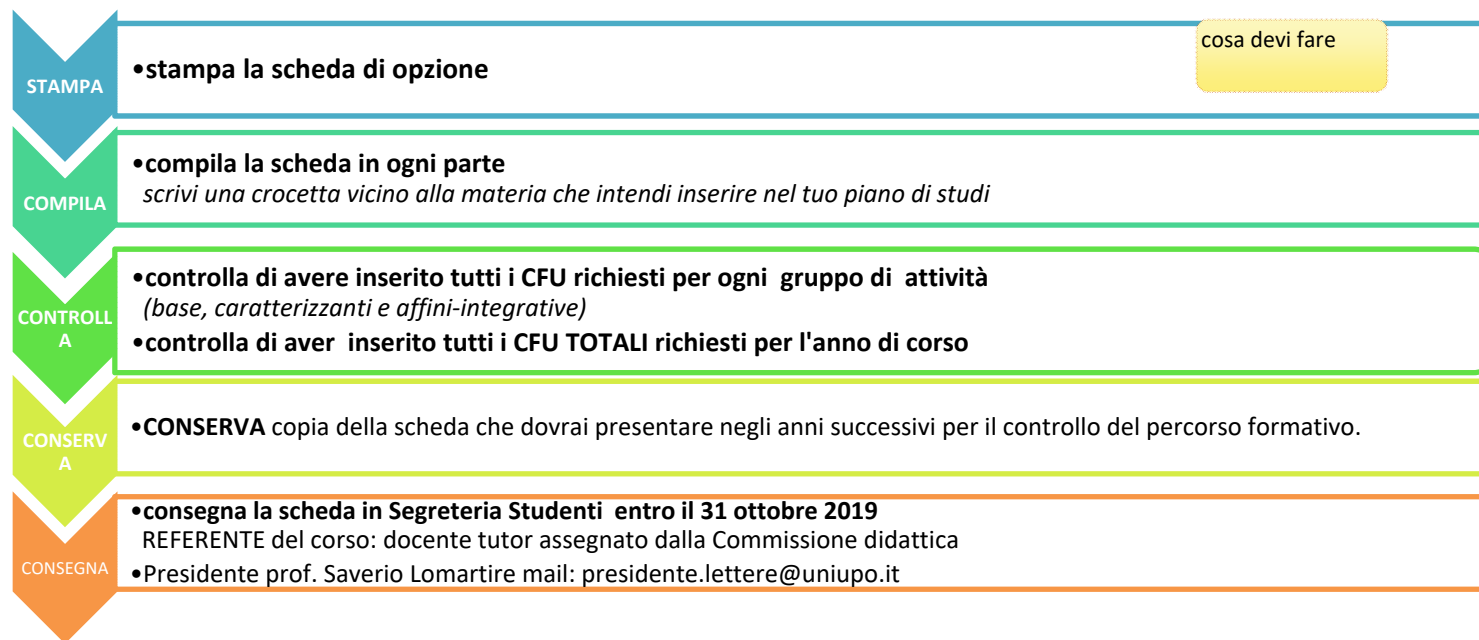 cosa devi fare
STAMPA
•stampa la scheda di opzione
COMPILA
•compila la scheda in ogni parte
scrivi una crocetta vicino alla materia che intendi inserire nel tuo piano di studi
CONTROLL
A
•controlla di avere inserito tutti i CFU richiesti per ogni gruppo di attività
(base, caratterizzanti e affini-integrative)
•controlla di aver inserito tutti i CFU TOTALI richiesti per l'anno di corso
CONSERV
A
•CONSERVA copia della scheda che dovrai presentare negli anni successivi per il controllo del percorso formativo.
CONSEGNA
•consegna la scheda in Segreteria Studenti entro il 31 ottobre 2019
REFERENTE del corso: docente tutor assegnato dalla Commissione didattica
•Presidente prof. Saverio Lomartire mail: presidente.lettere@uniupo.it